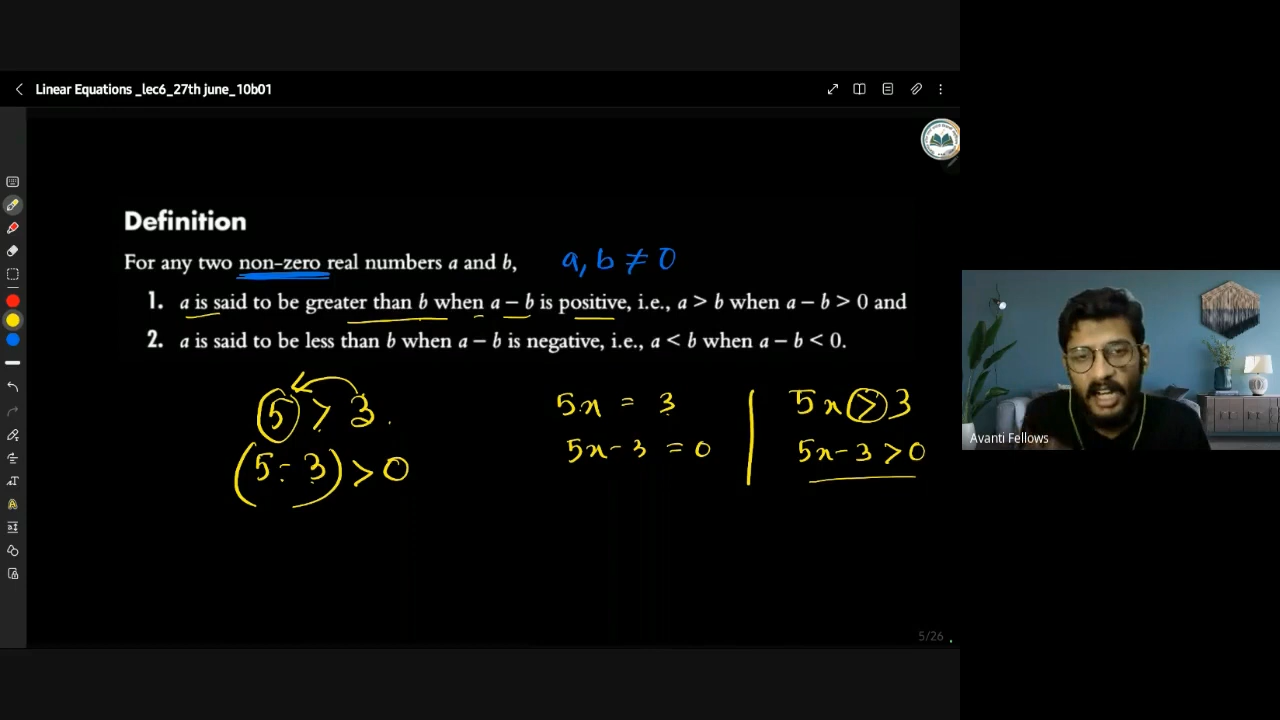 Linear Equations _lec6_27th june_10b01
Definition
For any two non-zero real numbers a and b, a, b ≠ 0
1. a is said to be greater than b when a – b is positive, i.e., a > b when a – b > 0 and
2. a is said to be less than b when a – b is negative, i.e., a < b when a – b < 0.
5 > 3.
(5 - 3) > 0
5x = 3
5x - 3 = 0
5x > 3
5x - 3 > 0
5/26
Avanti Fellows